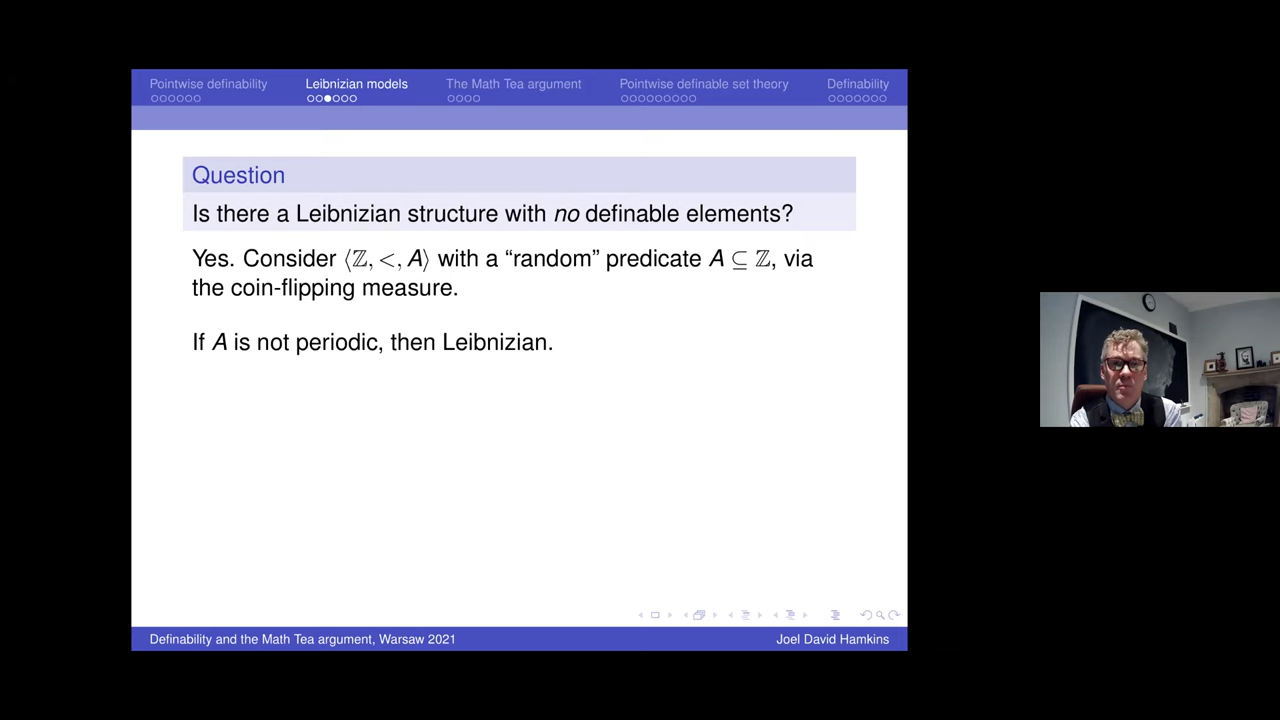 Pointwise definability Leibnizian models The Math Tea argument Pointwise definable set theory Definability
Question
Is there a Leibnizian structure with no definable elements?
Yes. Consider ⟨ℤ, <, A⟩ with a “random” predicate A ⊆ ℤ, via
the coin-flipping measure.
If A is not periodic, then Leibnizian.
Definability and the Math Tea argument, Warsaw 2021 Joel David Hamkins